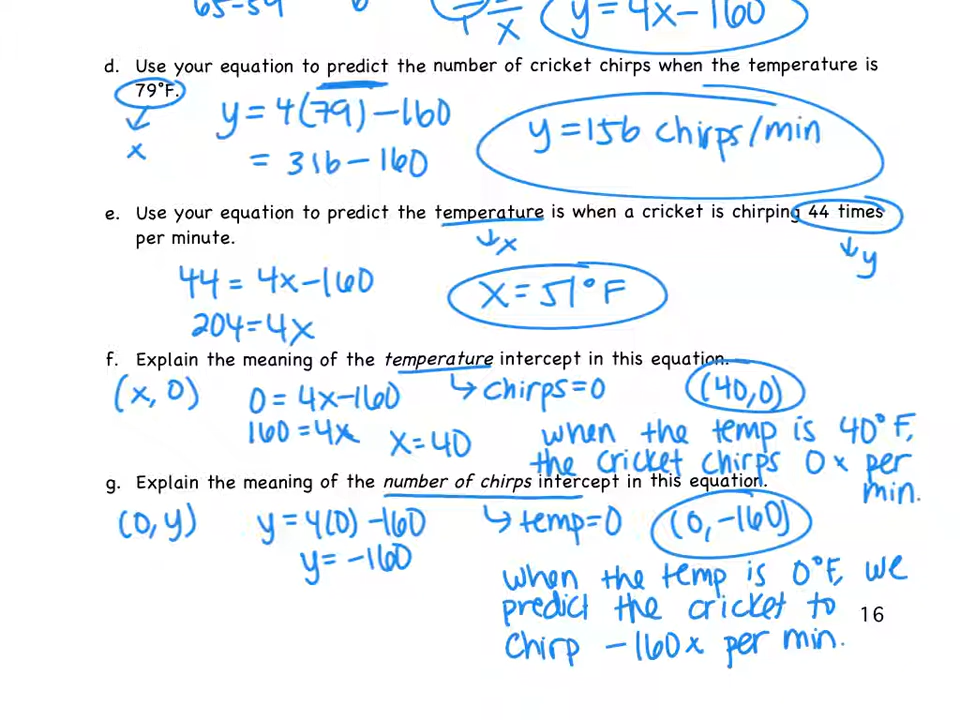 65-59 6 1 x y = 4x - 160
d. Use your equation to predict the number of cricket chirps when the temperature is
79°F.
x
y = 4(79) - 160
= 316 - 160
y = 156 chirps/min
e. Use your equation to predict the temperature is when a cricket is chirping 44 times
per minute.
x
y
44 = 4x - 160
204 = 4x
x = 51°F
f. Explain the meaning of the temperature intercept in this equation.
(x, 0) 0 = 4x - 160 ↳ chirps = 0 (40,0)
160 = 4x x = 40
when the temp is 40°F,
the cricket chirps 0x per
min.
g. Explain the meaning of the number of chirps intercept in this equation.
(0, y) y = 4(0) - 160 ↳ temp = 0 (0, -160)
y = -160
when the temp is 0°F, we
predict the cricket to
chirp -160x per min.
16